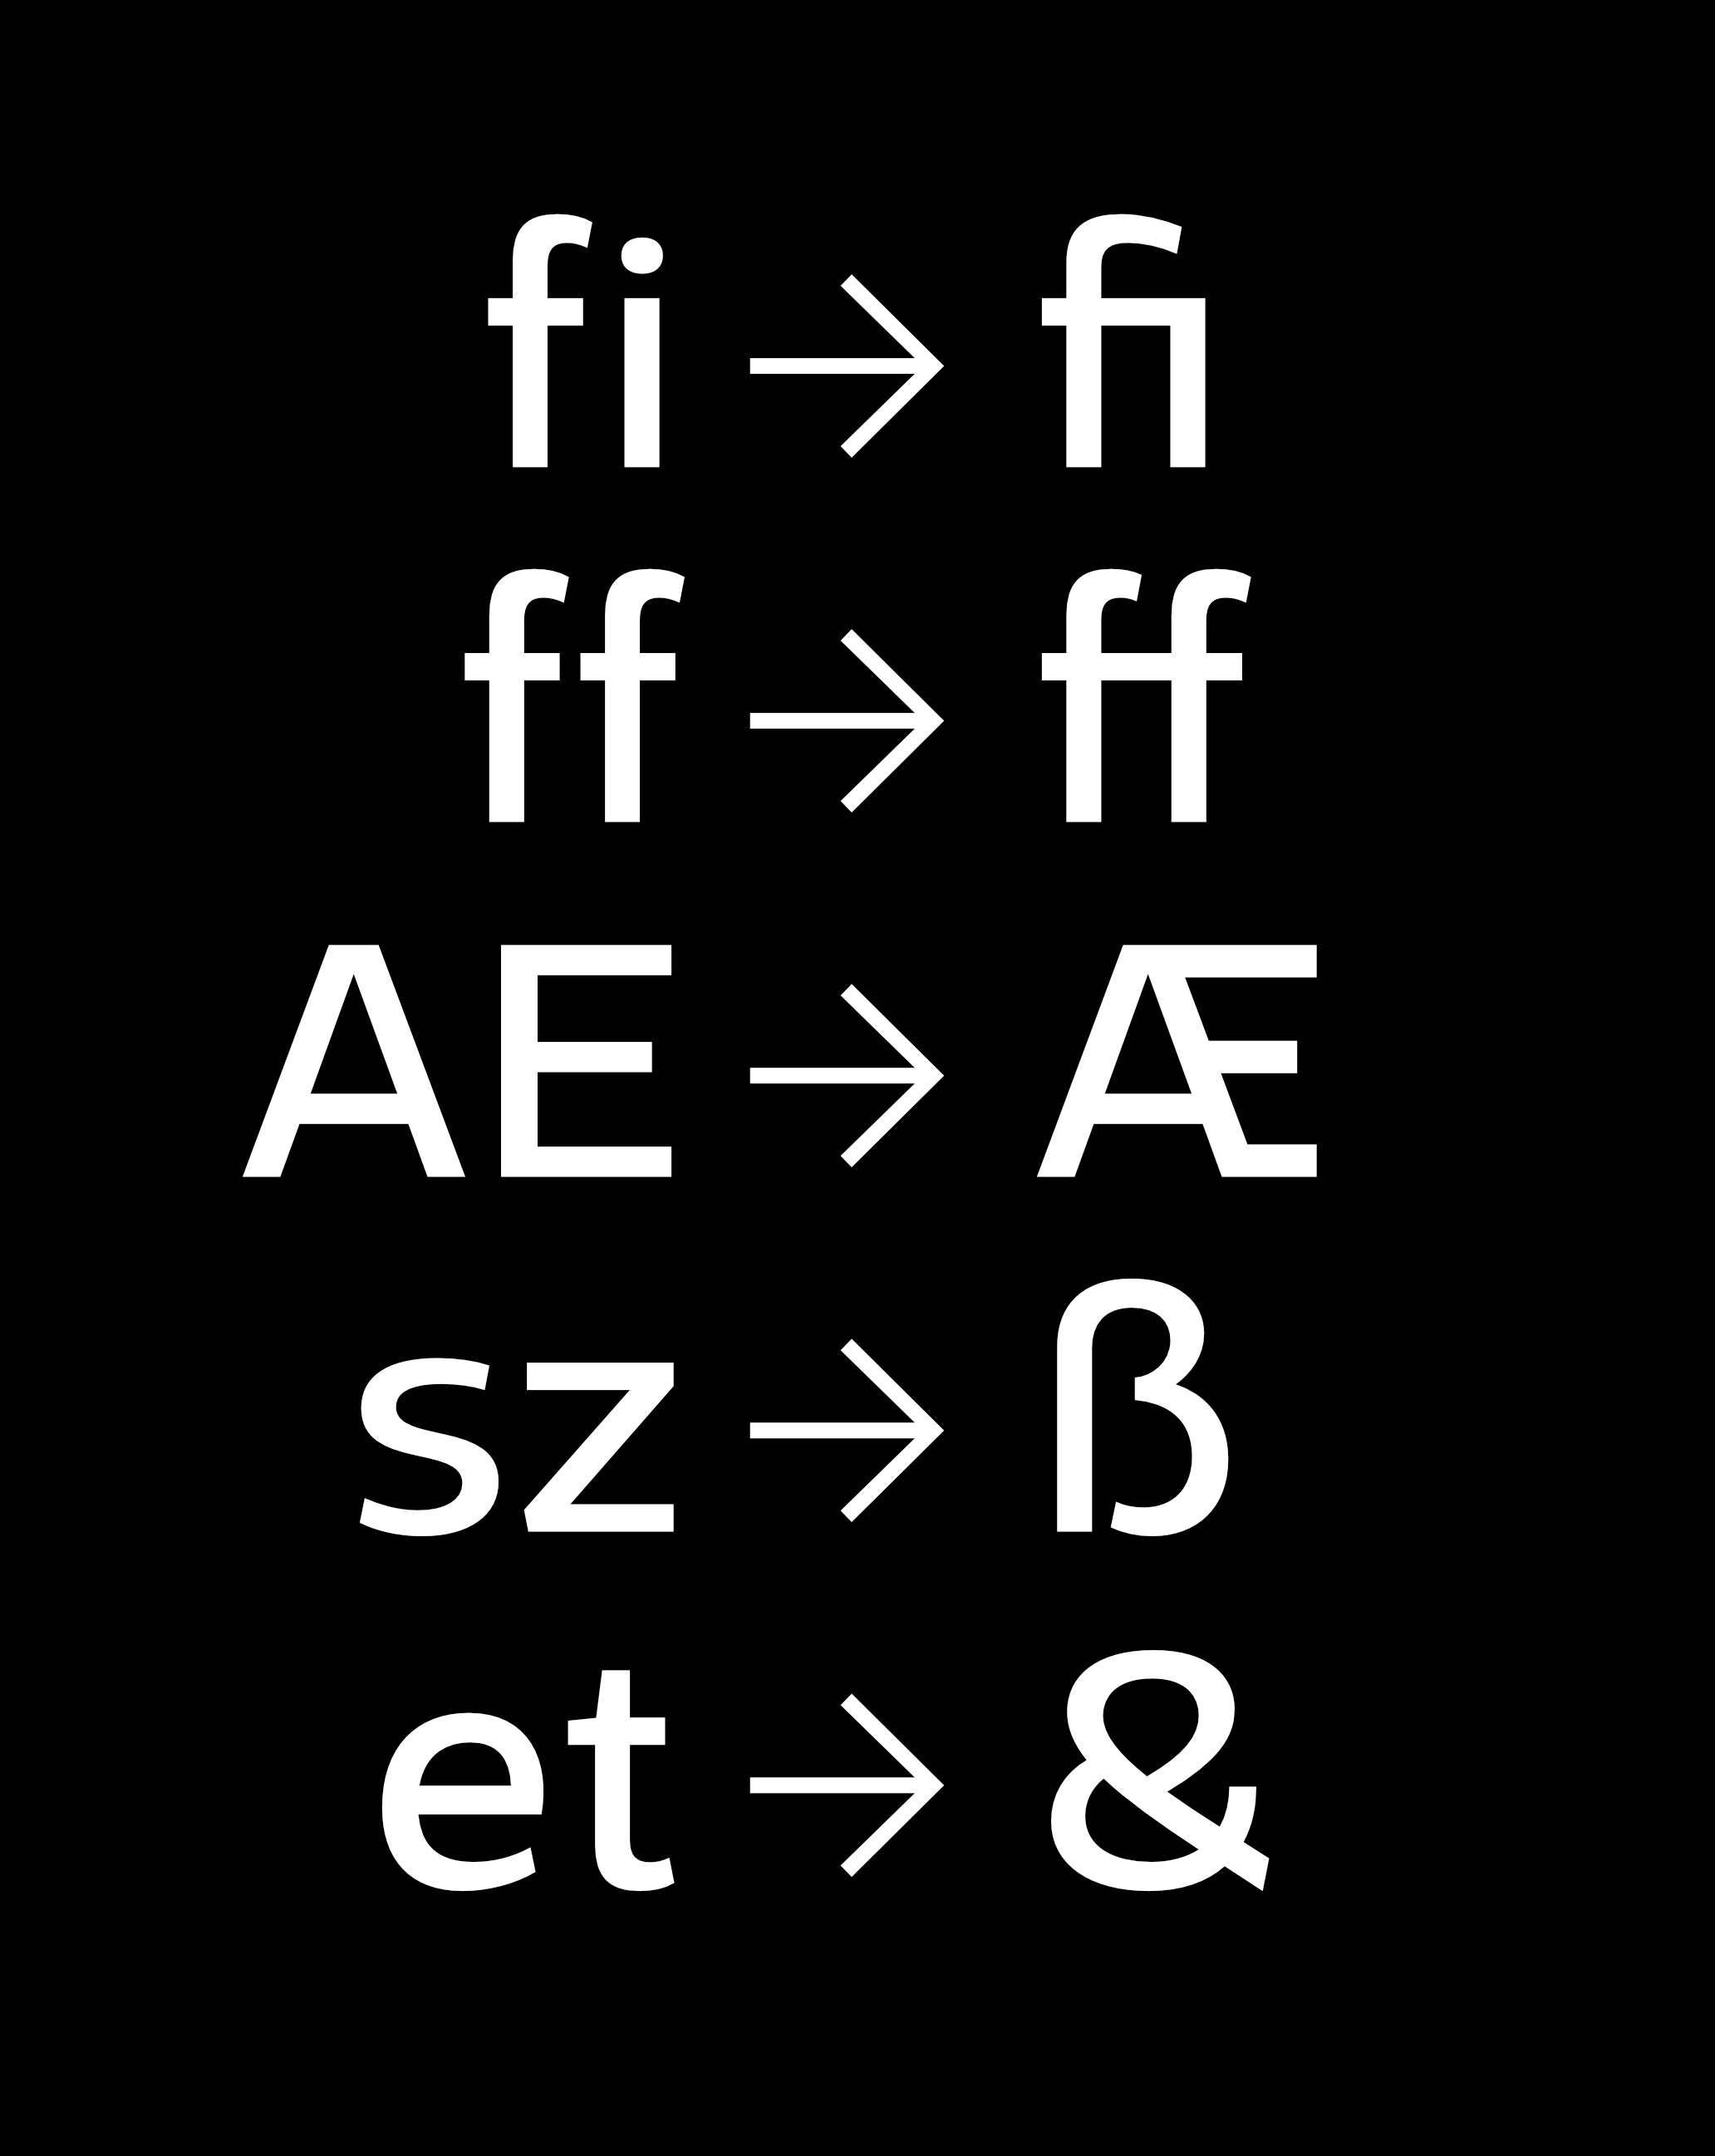 fi → ﬁ
ff → ﬀ
AE → Æ
sz → ß
et → &